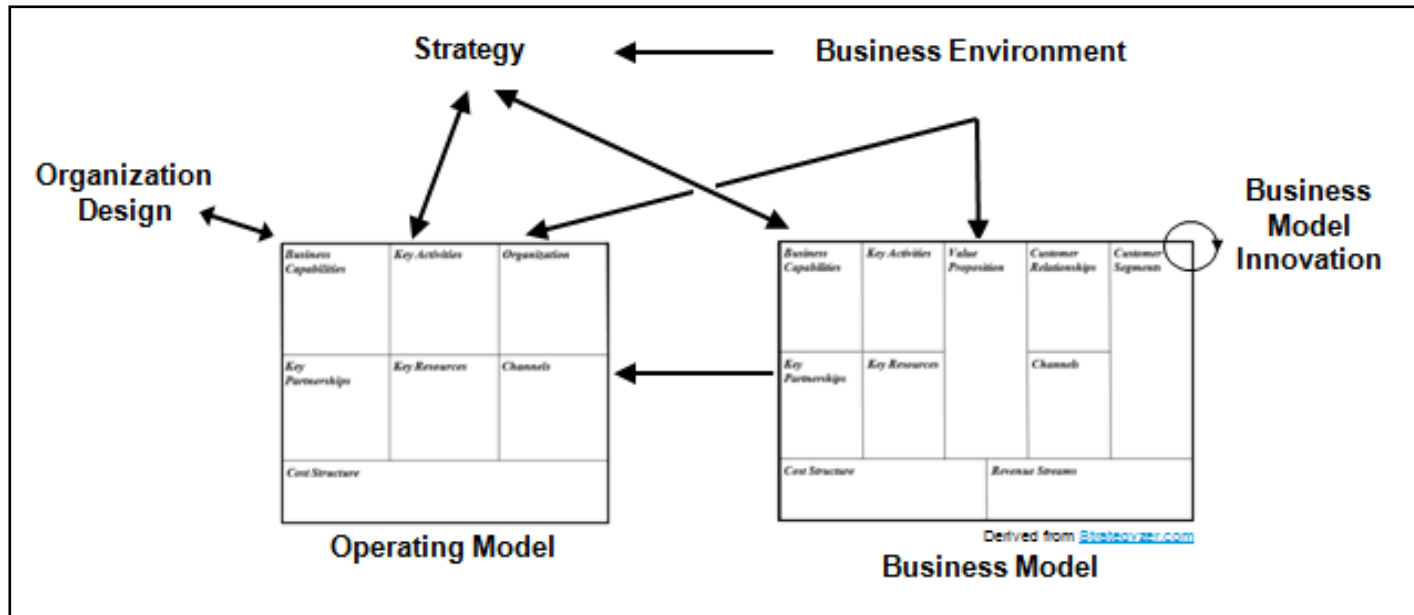 Strategy
Business Environment
Organization
Design
Business
Model
Innovation
Business
Capabilities
Key Activities
Organization
Key
Partnerships
Key Resources
Channels
Cost Structure
Operating Model
Business
Capabilities
Key Activities
Value
Proposition
Customer
Relationships
Customer
Segments
Key
Partnerships
Key Resources
Channels
Cost Structure
Revenue Streams
Derived from Strategyzer.com
Business Model